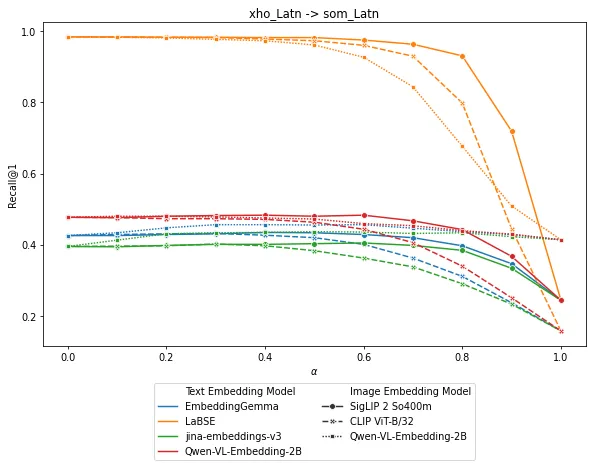 xho_Latn -> som_Latn
Recall@1
1.0
0.8
0.6
0.4
0.2
0.0 0.2 0.4 0.6 0.8 1.0
α
Text Embedding Model Image Embedding Model
EmbeddingGemma SigLIP 2 So400m
LaBSE CLIP ViT-B/32
jina-embeddings-v3 Qwen-VL-Embedding-2B
Qwen-VL-Embedding-2B